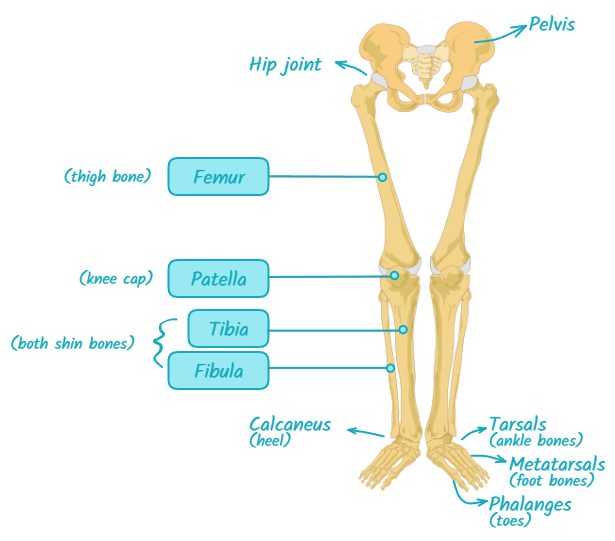 Pelvis
Hip joint
(thigh bone) Femur
(knee cap) Patella
Tibia
(both shin bones)
Fibula
Calcaneus
(heel)
Tarsals
(ankle bones)
Metatarsals
(foot bones)
Phalanges
(toes)